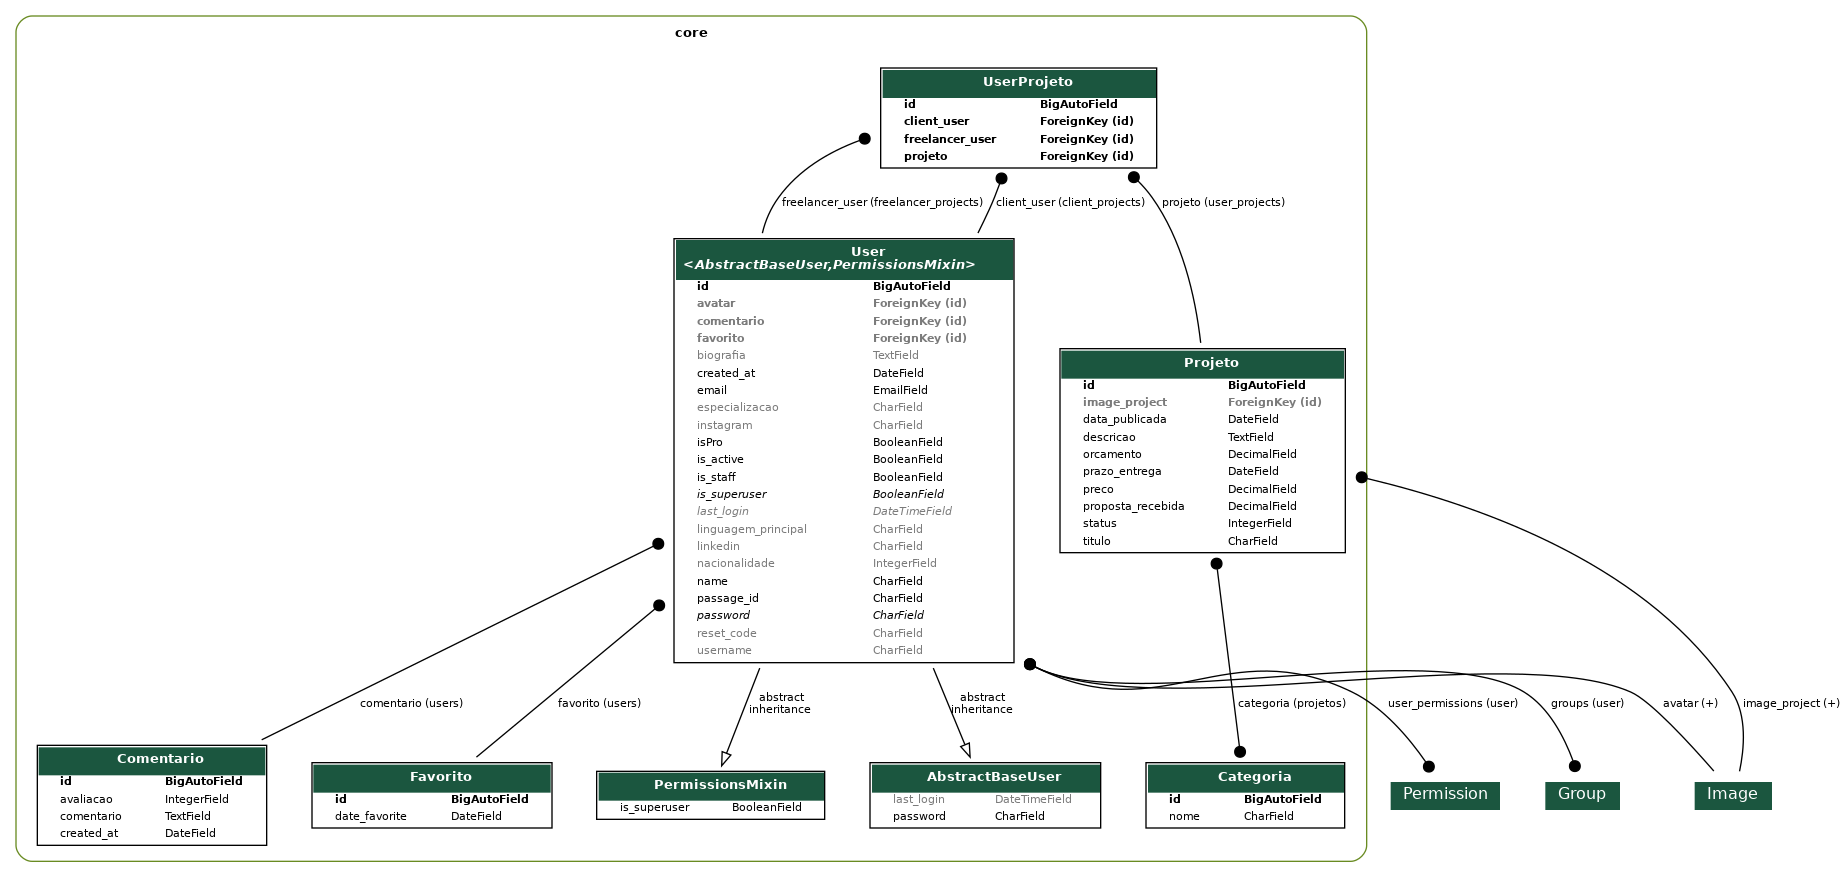 core
UserProjeto
id BigAutoField
client_user ForeignKey (id)
freelancer_user ForeignKey (id)
projeto ForeignKey (id)
freelancer_user (freelancer_projects)
client_user (client_projects)
projeto (user_projects)
User
<AbstractBaseUser,PermissionsMixin>
id BigAutoField
avatar ForeignKey (id)
comentario ForeignKey (id)
favorito ForeignKey (id)
biografia TextField
created_at DateField
email EmailField
especializacao CharField
instagram CharField
isPro BooleanField
is_active BooleanField
is_staff BooleanField
is_superuser BooleanField
last_login DateTimeField
linguagem_principal CharField
linkedin CharField
nacionalidade IntegerField
name CharField
passage_id CharField
password CharField
reset_code CharField
username CharField
Projeto
id BigAutoField
image_project ForeignKey (id)
data_publicada DateField
descricao TextField
orcamento DecimalField
prazo_entrega DateField
preco DecimalField
proposta_recebida DecimalField
status IntegerField
titulo CharField
comentario (users)
favorito (users)
abstract
inheritance
abstract
inheritance
categoria (projetos)
user_permissions (user)
groups (user)
avatar (+)
image_project (+)
Comentario
id BigAutoField
avaliacao IntegerField
comentario TextField
created_at DateField
Favorito
id BigAutoField
date_favorite DateField
PermissionsMixin
is_superuser BooleanField
AbstractBaseUser
last_login DateTimeField
password CharField
Categoria
id BigAutoField
nome CharField
Permission
Group
Image